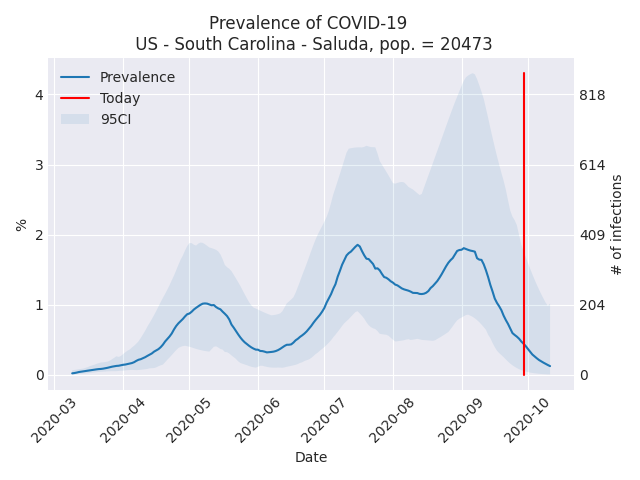 Prevalence of COVID-19
US - South Carolina - Saluda, pop. = 20473
Prevalence
Today
95CI
4
3
2
1
0
%
818
614
409
204
0
# of infections
2020-03
2020-04
2020-05
2020-06
2020-07
2020-08
2020-09
2020-10
Date